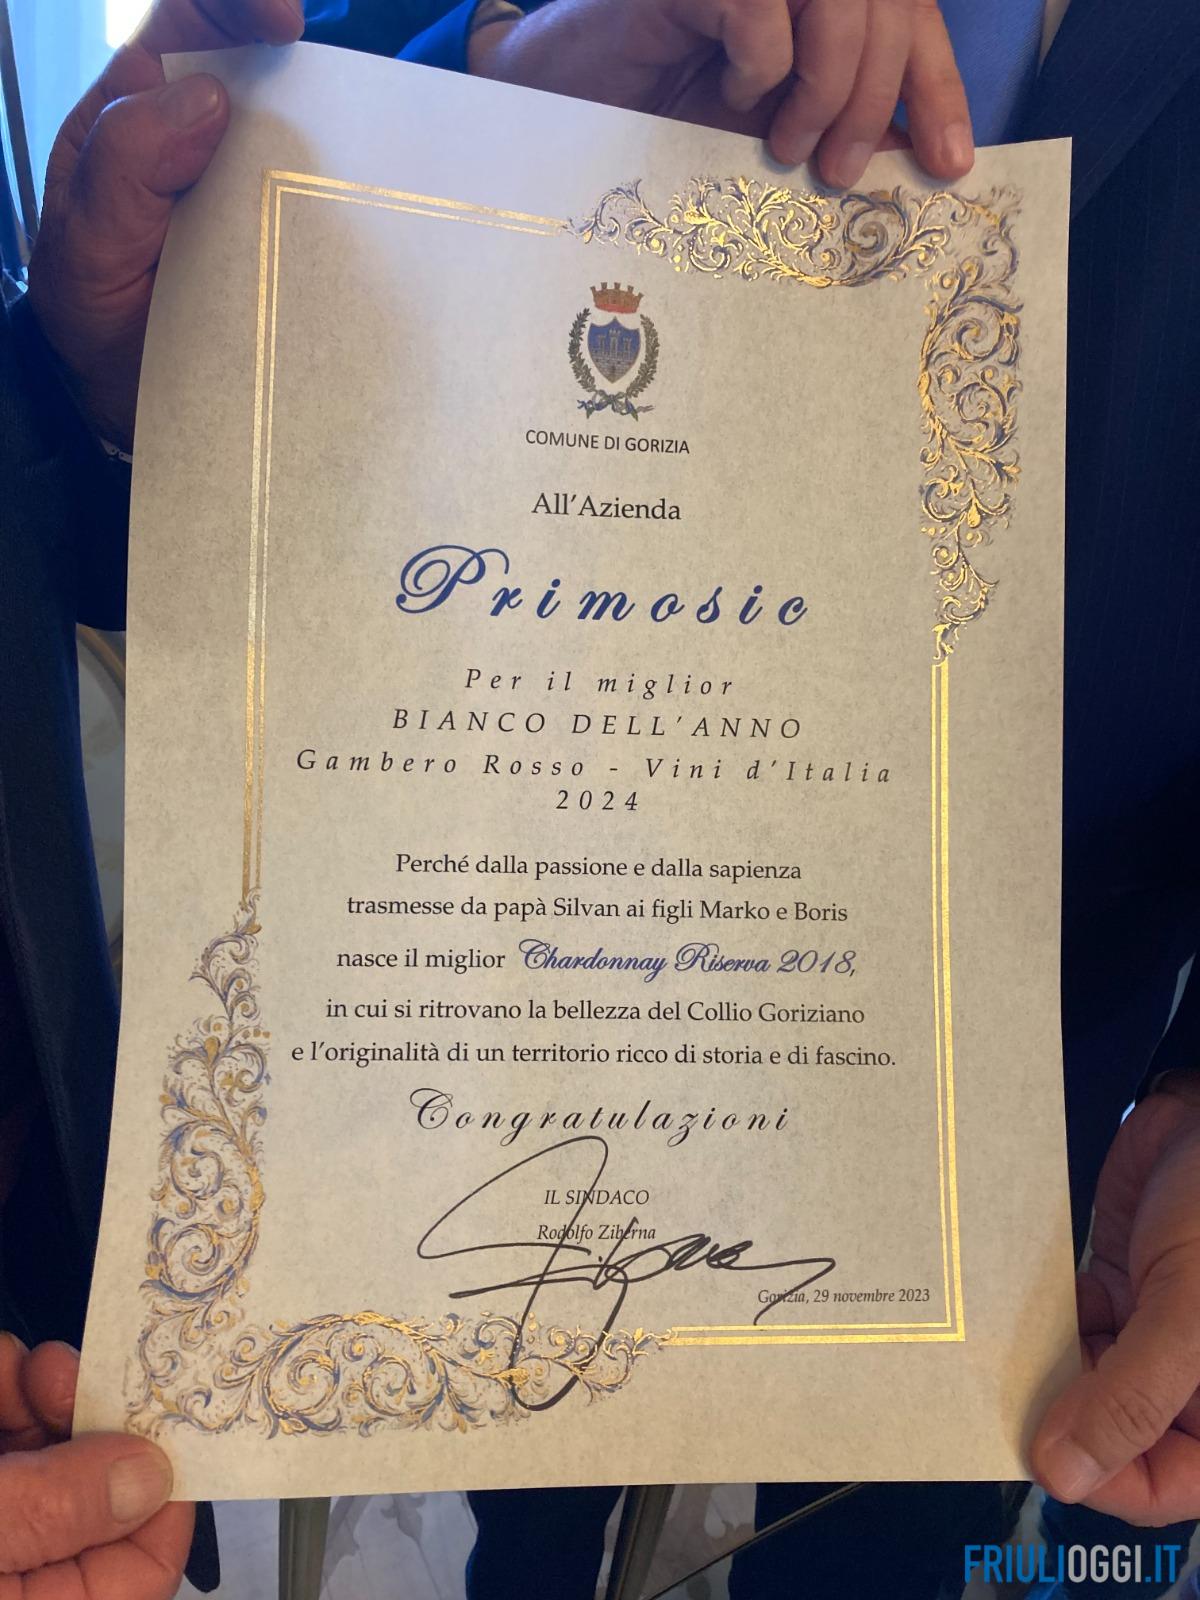 COMUNE DI GORIZIA
All'Azienda
Primosic
Per il miglior
BIANCO DELL'ANNO
Gambero Rosso - Vini d'Italia
2024
Perché dalla passione e dalla sapienza
trasmesse da papà Silvan ai figli Marko e Boris
nasce il miglior Chardonnay Riserva 2018,
in cui si ritrovano la bellezza del Collio Goriziano
e l'originalità di un territorio ricco di storia e di fascino.
Congratulazioni
IL SINDACO
Rodolfo Ziberna
Gorizia, 29 novembre 2023
FRIULIOGGI.IT